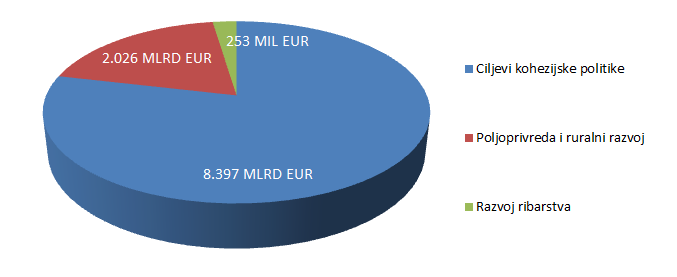 253 MIL EUR
2.026 MLRD EUR
8.397 MLRD EUR
Ciljevi kohezijske politike
Poljoprivreda i ruralni razvoj
Razvoj ribarstva